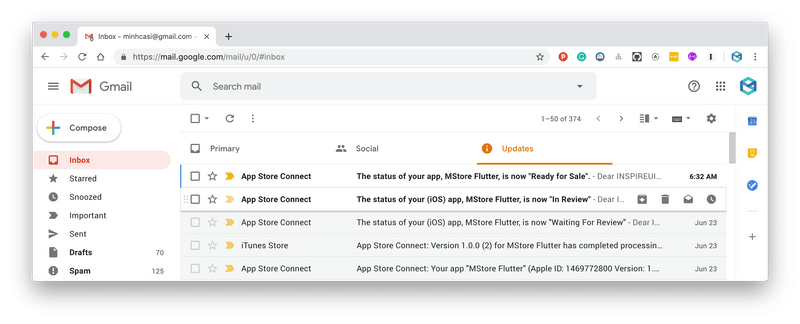 Inbox - minhcasi@gmail.com -
https://mail.google.com/mail/u/0/#inbox
Gmail
Search mail
Compose
1–50 of 374
Primary
Social
Updates
Inbox
Starred
Snoozed
Important
Sent
Drafts 70
Spam 125
App Store Connect The status of your app, MStore Flutter, is now "Ready for Sale". - Dear INSPIREUI... 6:32 AM
App Store Connect The status of your (iOS) app, MStore Flutter, is now "In Review" - Dear I...
App Store Connect The status of your (iOS) app, MStore Flutter, is now "Waiting For Review" - Dear I... Jun 23
iTunes Store App Store Connect: Version 1.0.0 (2) for MStore Flutter has completed processin... Jun 23
App Store Connect App Store Connect: Your app "MStore Flutter" (Apple ID: 1469772800 Version: 1.... Jun 23